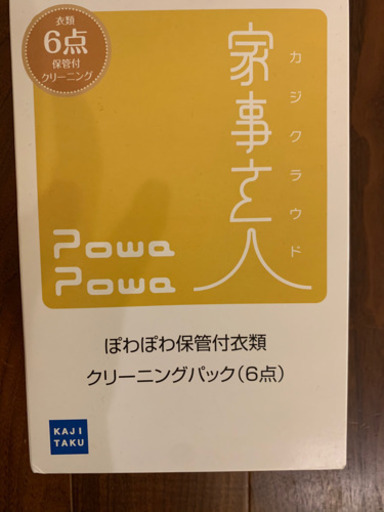 衣類
6点
保管付
クリーニング
家事玄人
カジクラウド
Powa
Powa
ぽわぽわ保管付衣類
クリーニングパック(6点)
KAJI
TAKU